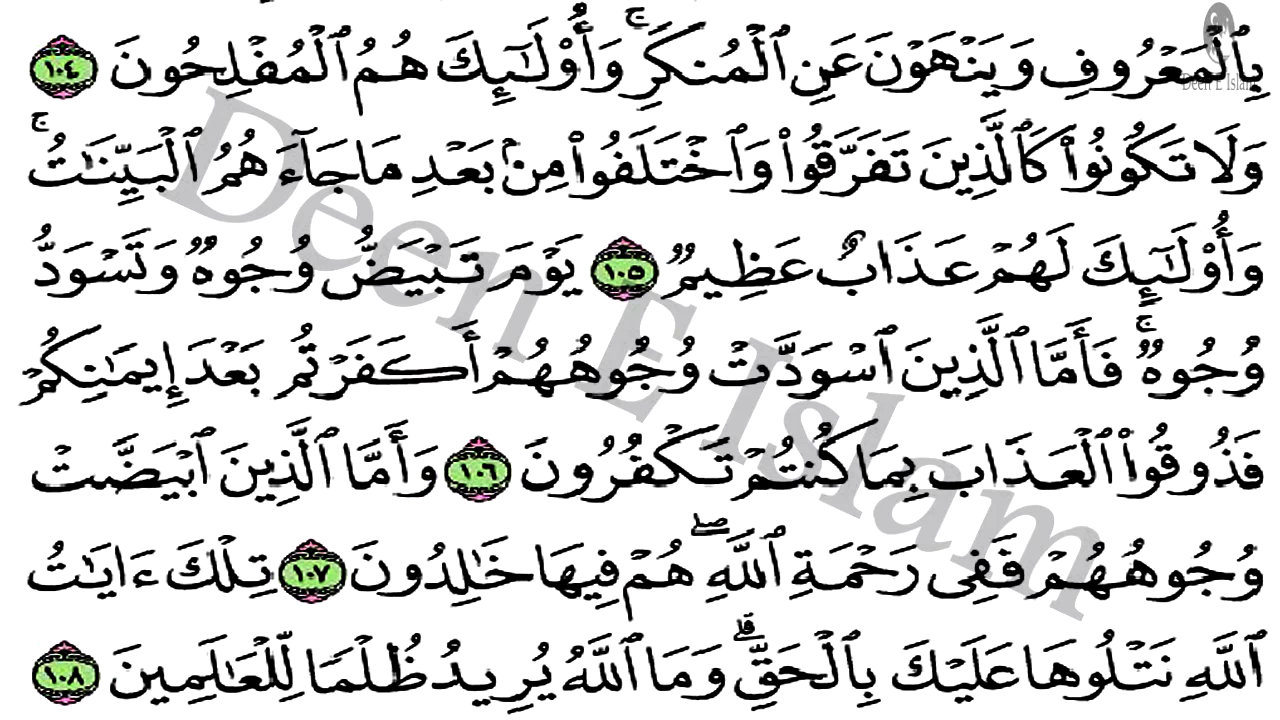 بِٱلْمَعْرُوفِ وَيَنْهَوْنَ عَنِ ٱلْمُنكَرِ ۚ وَأُو۟لَـٰٓئِكَ هُمُ ٱلْمُفْلِحُونَ ١٠٤
وَلَا تَكُونُوا۟ كَٱلَّذِينَ تَفَرَّقُوا۟ وَٱخْتَلَفُوا۟ مِنۢ بَعْدِ مَا جَآءَهُمُ ٱلْبَيِّنَـٰتُ ۚ
وَأُو۟لَـٰٓئِكَ لَهُمْ عَذَابٌ عَظِيمٌ ١٠٥ يَوْمَ تَبْيَضُّ وُجُوهٌ وَتَسْوَدُّ
وُجُوهٌ ۚ فَأَمَّا ٱلَّذِينَ ٱسْوَدَّتْ وُجُوهُهُمْ أَكَفَرْتُم بَعْدَ إِيمَـٰنِكُمْ
فَذُوقُوا۟ ٱلْعَذَابَ بِمَا كُنتُمْ تَكْفُرُونَ ١٠٦ وَأَمَّا ٱلَّذِينَ ٱبْيَضَّتْ
وُجُوهُهُمْ فَفِى رَحْمَةِ ٱللَّهِ ۖ هُمْ فِيهَا خَـٰلِدُونَ ١٠٧ تِلْكَ ءَايَـٰتُ
ٱللَّهِ نَتْلُوهَا عَلَيْكَ بِٱلْحَقِّ ۗ وَمَا ٱللَّهُ يُرِيدُ ظُلْمًا لِّلْعَـٰلَمِينَ ١٠٨
Deen E Islam
Deen E Islam